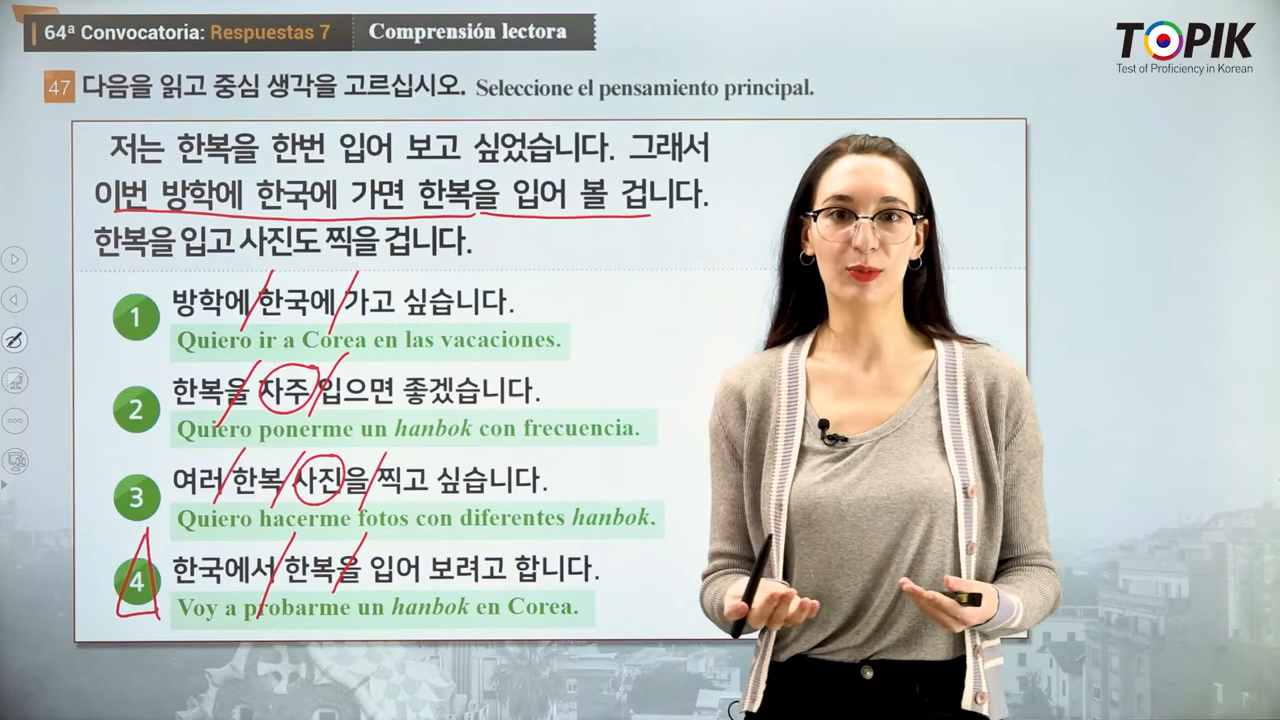 64ª Convocatoria: Respuestas 7
Comprensión lectora
TOPIK
Test of Proficiency in Korean
47 다음을 읽고 중심 생각을 고르십시오. Seleccione el pensamiento principal.
저는 한복을 한번 입어 보고 싶었습니다. 그래서
이번 방학에 한국에 가면 한복을 입어 볼 겁니다.
한복을 입고 사진도 찍을 겁니다.
1 방학에 한국에 가고 싶습니다.
Quiero ir a Corea en las vacaciones.
2 한복을 자주 입으면 좋겠습니다.
Quiero ponerme un hanbok con frecuencia.
3 여러 한복 사진을 찍고 싶습니다.
Quiero hacerme fotos con diferentes hanbok.
4 한국에서 한복을 입어 보려고 합니다.
Voy a probarme un hanbok en Corea.